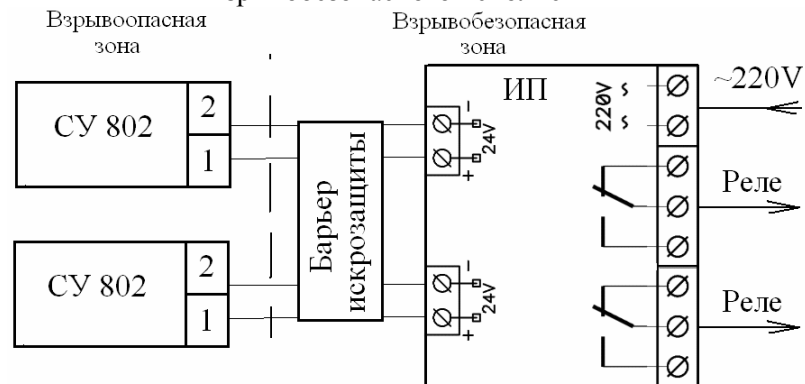 Взрывоопасная
зона
Взрывобезопасная
зона
СУ 802
2
1
СУ 802
2
1
Барьер
искрозащиты
ИП
−
24V
+
−
24V
+
220V
~220V
Реле
Реле